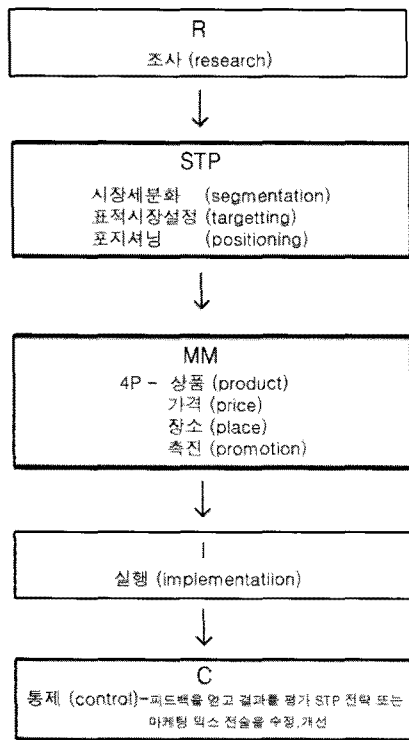 R
조사 (research)
STP
시장세분화 (segmentation)
표적시장설정 (targetting)
포지셔닝 (positioning)
MM
4P - 상품 (product)
가격 (price)
장소 (place)
촉진 (promotion)
I
실행 (implementatiion)
C
통제 (control)-피드백을 얻고 결과를 평가 STP 전략 또는
마케팅 믹스 전술을 수정,개선